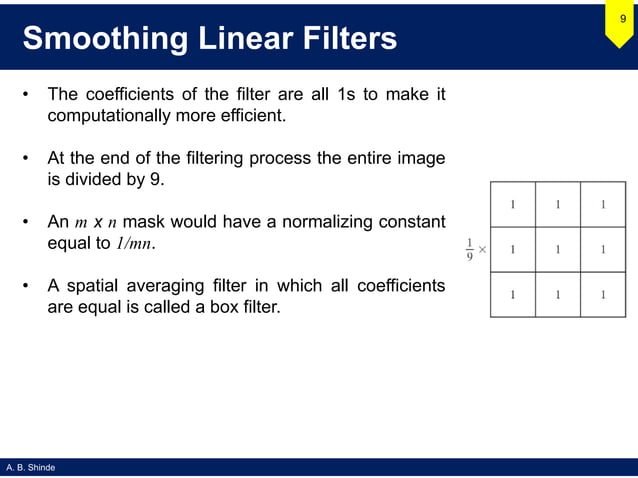 9
Smoothing Linear Filters
• The coefficients of the filter are all 1s to make it
computationally more efficient.
• At the end of the filtering process the entire image
is divided by 9.
• An m x n mask would have a normalizing constant
equal to 1/mn.
• A spatial averaging filter in which all coefficients
are equal is called a box filter.
1 1 1
1/9 × 1 1 1
1 1 1
A. B. Shinde